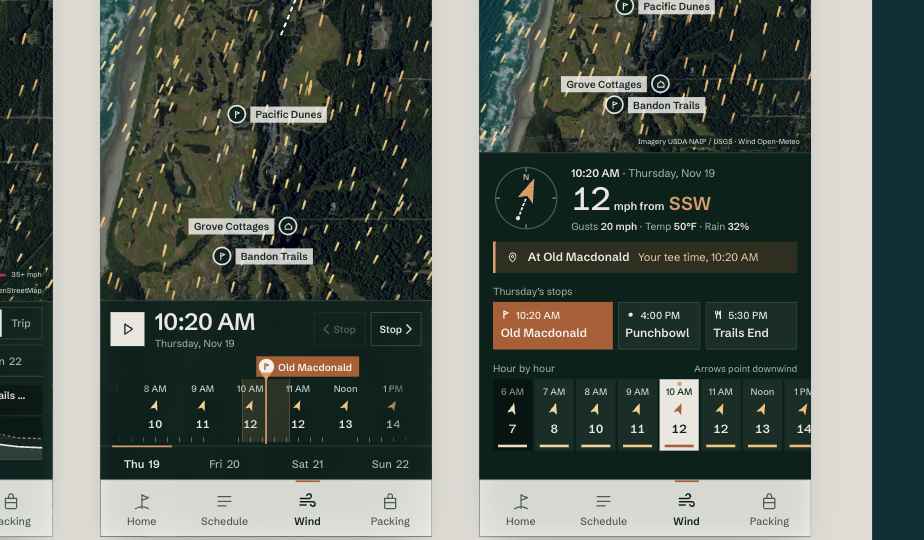 35+ mph
enStreetMap
Trip
n 22
ails ...
acking
Pacific Dunes
Grove Cottages
Bandon Trails
10:20 AM
Thursday, Nov 19
Stop
Stop
Old Macdonald
8 AM 9 AM 10 AM 11 AM Noon 1 PM
10 11 12 12 13 14
Thu 19 Fri 20 Sat 21 Sun 22
Home Schedule Wind Packing
Pacific Dunes
Grove Cottages
Bandon Trails
Imagery USDA NAIP / USGS · Wind Open-Meteo
N
10:20 AM · Thursday, Nov 19
12 mph from SSW
Gusts 20 mph · Temp 50°F · Rain 32%
At Old Macdonald Your tee time, 10:20 AM
Thursday's stops
10:20 AM
Old Macdonald
4:00 PM
Punchbowl
5:30 PM
Trails End
Hour by hour Arrows point downwind
6 AM 7 AM 8 AM 9 AM 10 AM 11 AM Noon 1 PM
7 8 10 11 12 12 13 14
Home Schedule Wind Packing